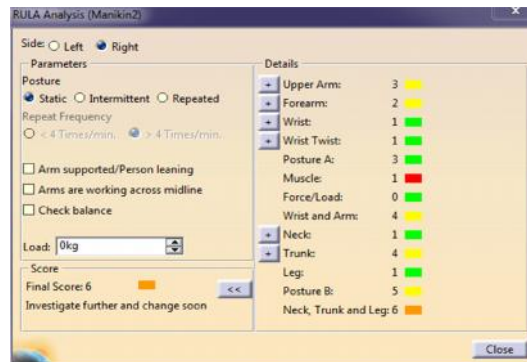 RULA Analysis (Manikin2)
x
Side: Left Right
Parameters
Posture
Static Intermittent Repeated
Repeat Frequency
< 4 Times/min. > 4 Times/min.
Arm supported/Person leaning
Arms are working across midline
Check balance
Load: 0kg
Score
Final Score: 6
<<
Investigate further and change soon
Details
+ Upper Arm: 3
+ Forearm: 2
+ Wrist: 1
+ Wrist Twist: 1
Posture A: 3
Muscle: 1
Force/Load: 0
Wrist and Arm: 4
+ Neck: 1
+ Trunk: 4
Leg: 1
Posture B: 5
Neck, Trunk and Leg: 6
Close